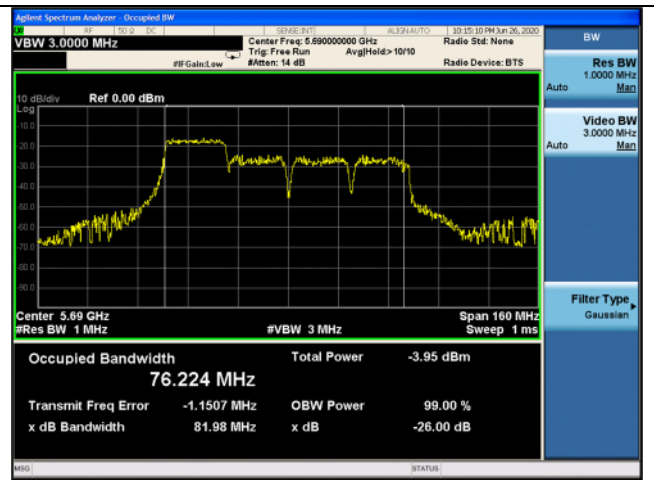 Agilent Spectrum Analyzer - Occupied BW
RF 50 Ω DC SENSE:INT ALIGNAUTO 10:15:10 PM Jun 26, 2020
VBW 3.0000 MHz
Center Freq: 5.690000000 GHz
Radio Std: None
Trig: Free Run Avg|Hold:> 10/10
#IFGain:Low #Atten: 14 dB
Radio Device: BTS
BW
Res BW
1.0000 MHz
Auto Man
Video BW
3.0000 MHz
Auto Man
Filter Type
Gaussian
10 dB/div Ref 0.00 dBm
Log
-10.0
-20.0
-30.0
-40.0
-50.0
-60.0
-70.0
-80.0
-90.0
Center 5.69 GHz Span 160 MHz
#Res BW 1 MHz #VBW 3 MHz Sweep 1 ms
Occupied Bandwidth Total Power -3.95 dBm
76.224 MHz
Transmit Freq Error -1.1507 MHz OBW Power 99.00 %
x dB Bandwidth 81.98 MHz x dB -26.00 dB
MSG STATUS